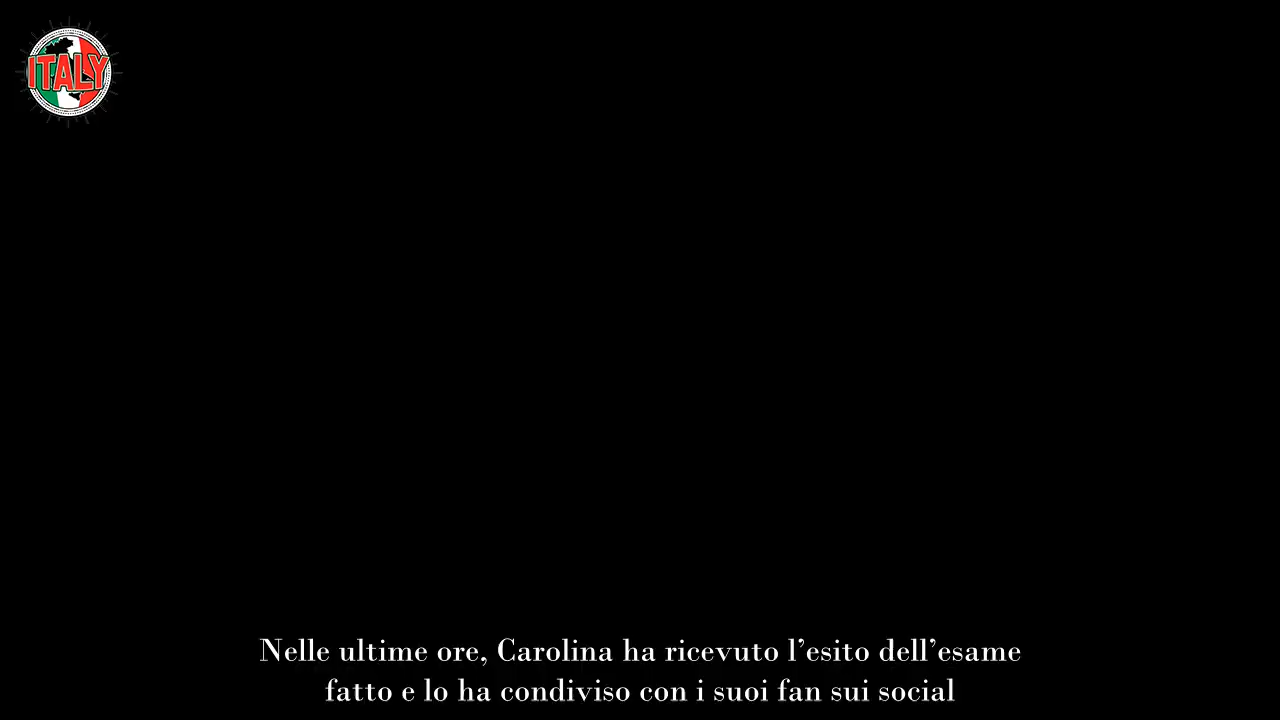 ITALY
Nelle ultime ore, Carolina ha ricevuto l’esito dell’esame
fatto e lo ha condiviso con i suoi fan sui social